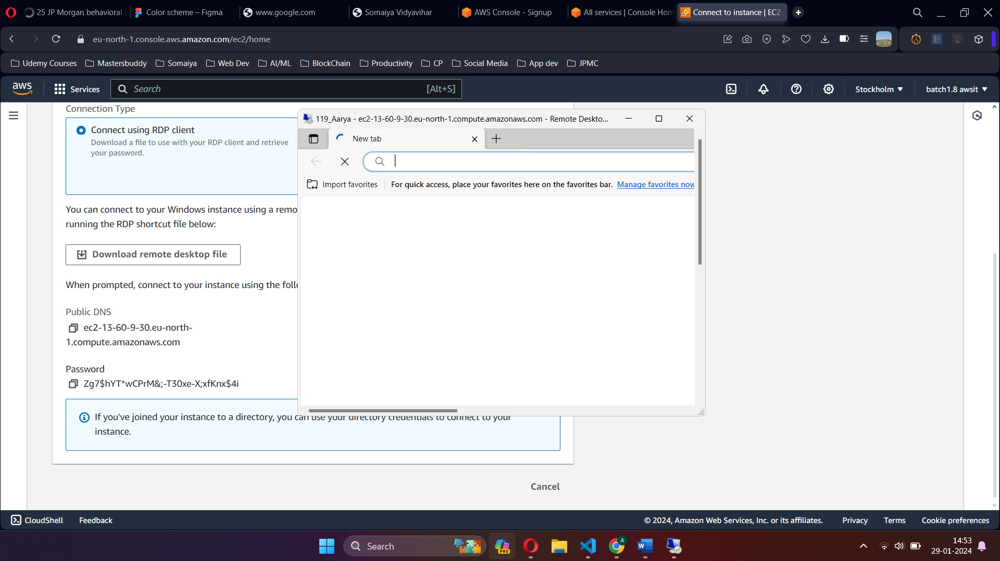 25 JP Morgan behavioral
Color scheme – Figma
www.google.com
Somaiya Vidyavihar
AWS Console - Signup
All services | Console Hom
Connect to instance | EC2
eu-north-1.console.aws.amazon.com/ec2/home
Udemy Courses
Mastersbuddy
Somaiya
Web Dev
AI/ML
BlockChain
Productivity
CP
Social Media
App dev
JPMC
aws
Services
Search
[Alt+S]
Stockholm
batch1.8 awsit
Connection Type
Connect using RDP client
Download a file to use with your RDP client and retrieve
your password.
You can connect to your Windows instance using a remo
running the RDP shortcut file below:
Download remote desktop file
When prompted, connect to your instance using the follo
Public DNS
ec2-13-60-9-30.eu-north-
1.compute.amazonaws.com
Password
Zg7$hYT*wCPrM&;-T30xe-X;xfKnx$4i
If you've joined your instance to a directory, you can use your directory credentials to connect to your
instance.
Cancel
119_Aarya - ec2-13-60-9-30.eu-north-1.compute.amazonaws.com - Remote Deskto...
New tab
Import favorites
For quick access, place your favorites here on the favorites bar.
Manage favorites now
CloudShell
Feedback
© 2024, Amazon Web Services, Inc. or its affiliates.
Privacy
Terms
Cookie preferences
Search
PRE
A
W
14:53
29-01-2024